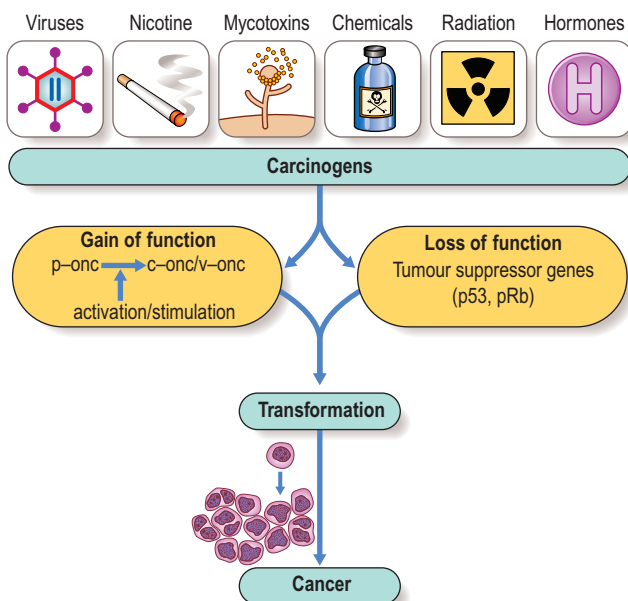 Viruses Nicotine Mycotoxins Chemicals Radiation Hormones
H
Carcinogens
Gain of function
p–onc c–onc/v–onc
activation/stimulation
Loss of function
Tumour suppressor genes
(p53, pRb)
Transformation
Cancer